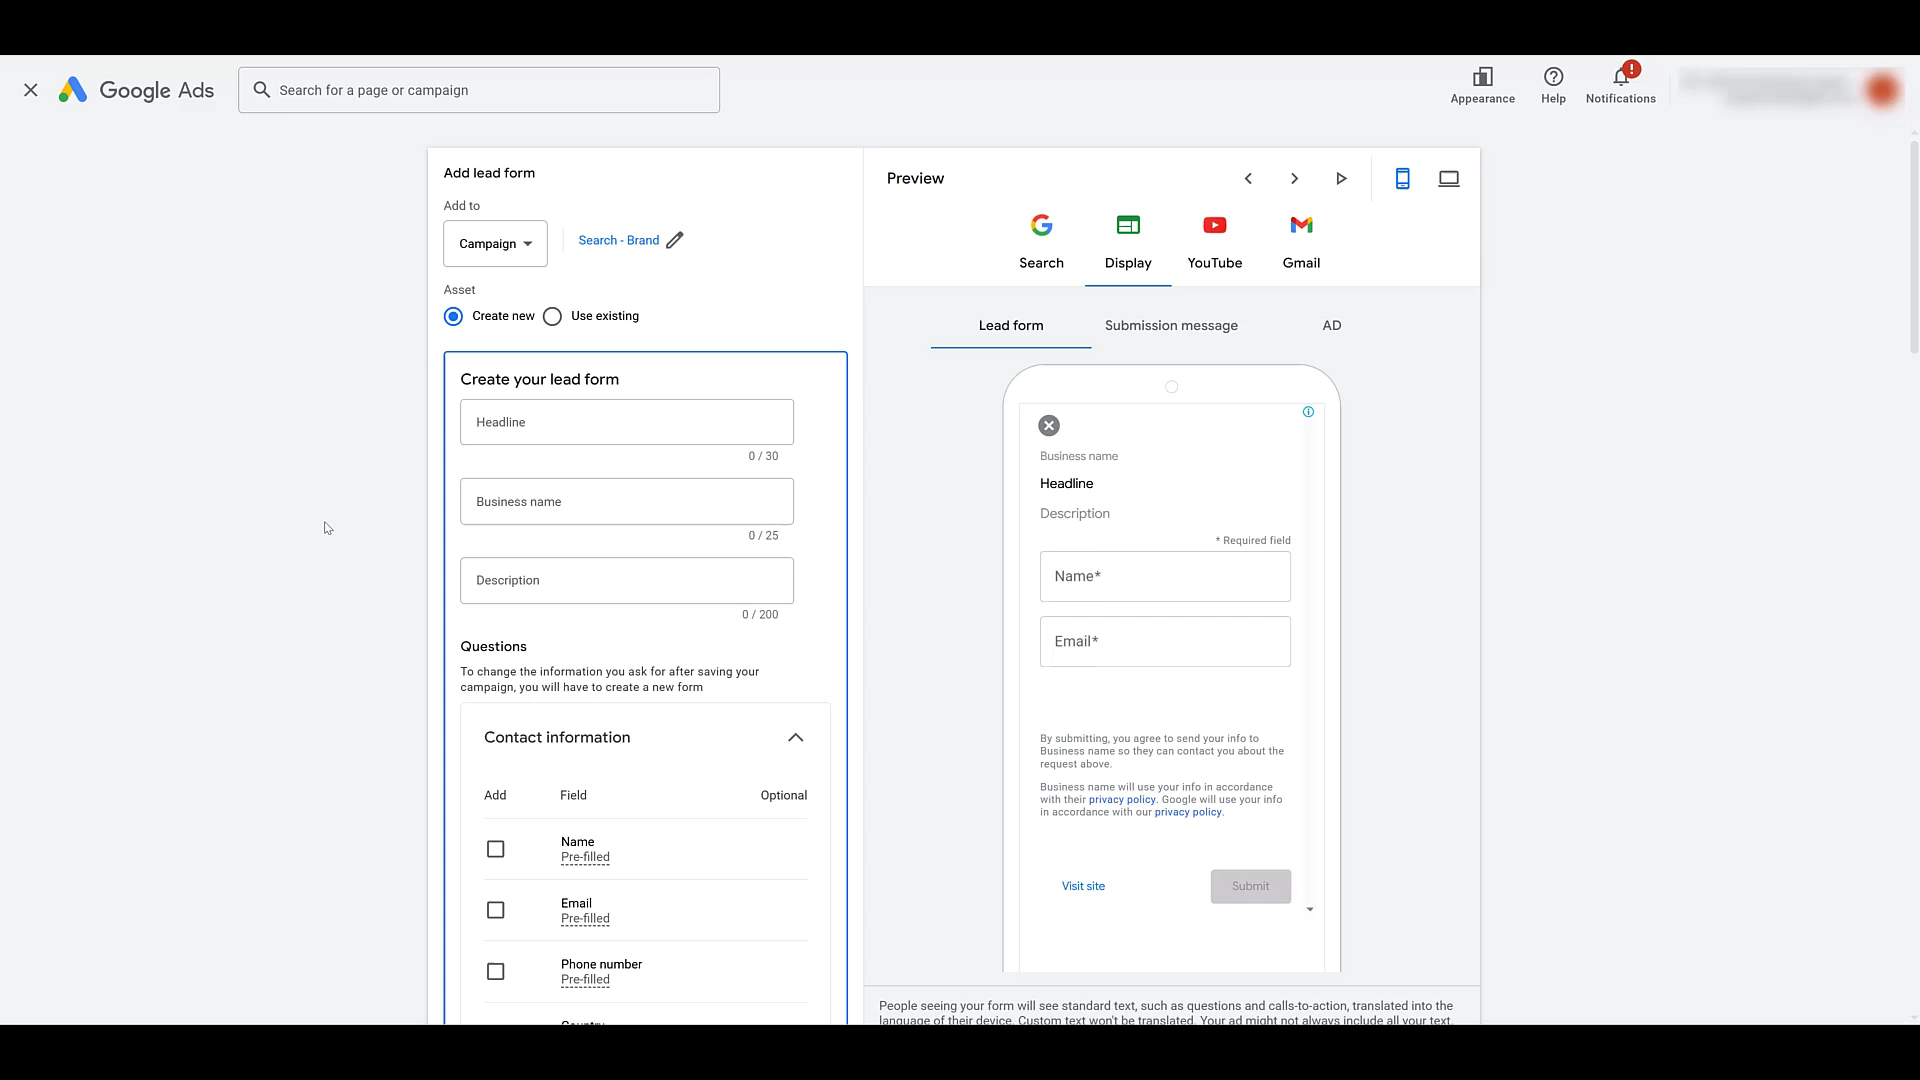 Google Ads
Search for a page or campaign
Appearance
Help
!
Notifications
Add lead form
Add to
Campaign
Search - Brand
Asset
Create new
Use existing
Create your lead form
Headline
0 / 30
Business name
0 / 25
Description
0 / 200
Questions
To change the information you ask for after saving your
campaign, you will have to create a new form
Contact information
Add
Field
Optional
Name
Pre-filled
Email
Pre-filled
Phone number
Pre-filled
Country
Preview
Search
Display
YouTube
Gmail
Lead form
Submission message
AD
Business name
Headline
Description
* Required field
Name*
Email*
By submitting, you agree to send your info to
Business name so they can contact you about the
request above.
Business name will use your info in accordance
with their privacy policy. Google will use your info
in accordance with our privacy policy.
Visit site
Submit
People seeing your form will see standard text, such as questions and calls-to-action, translated into the
language of their device. Custom text won't be translated. Your ad might not always include all your text.